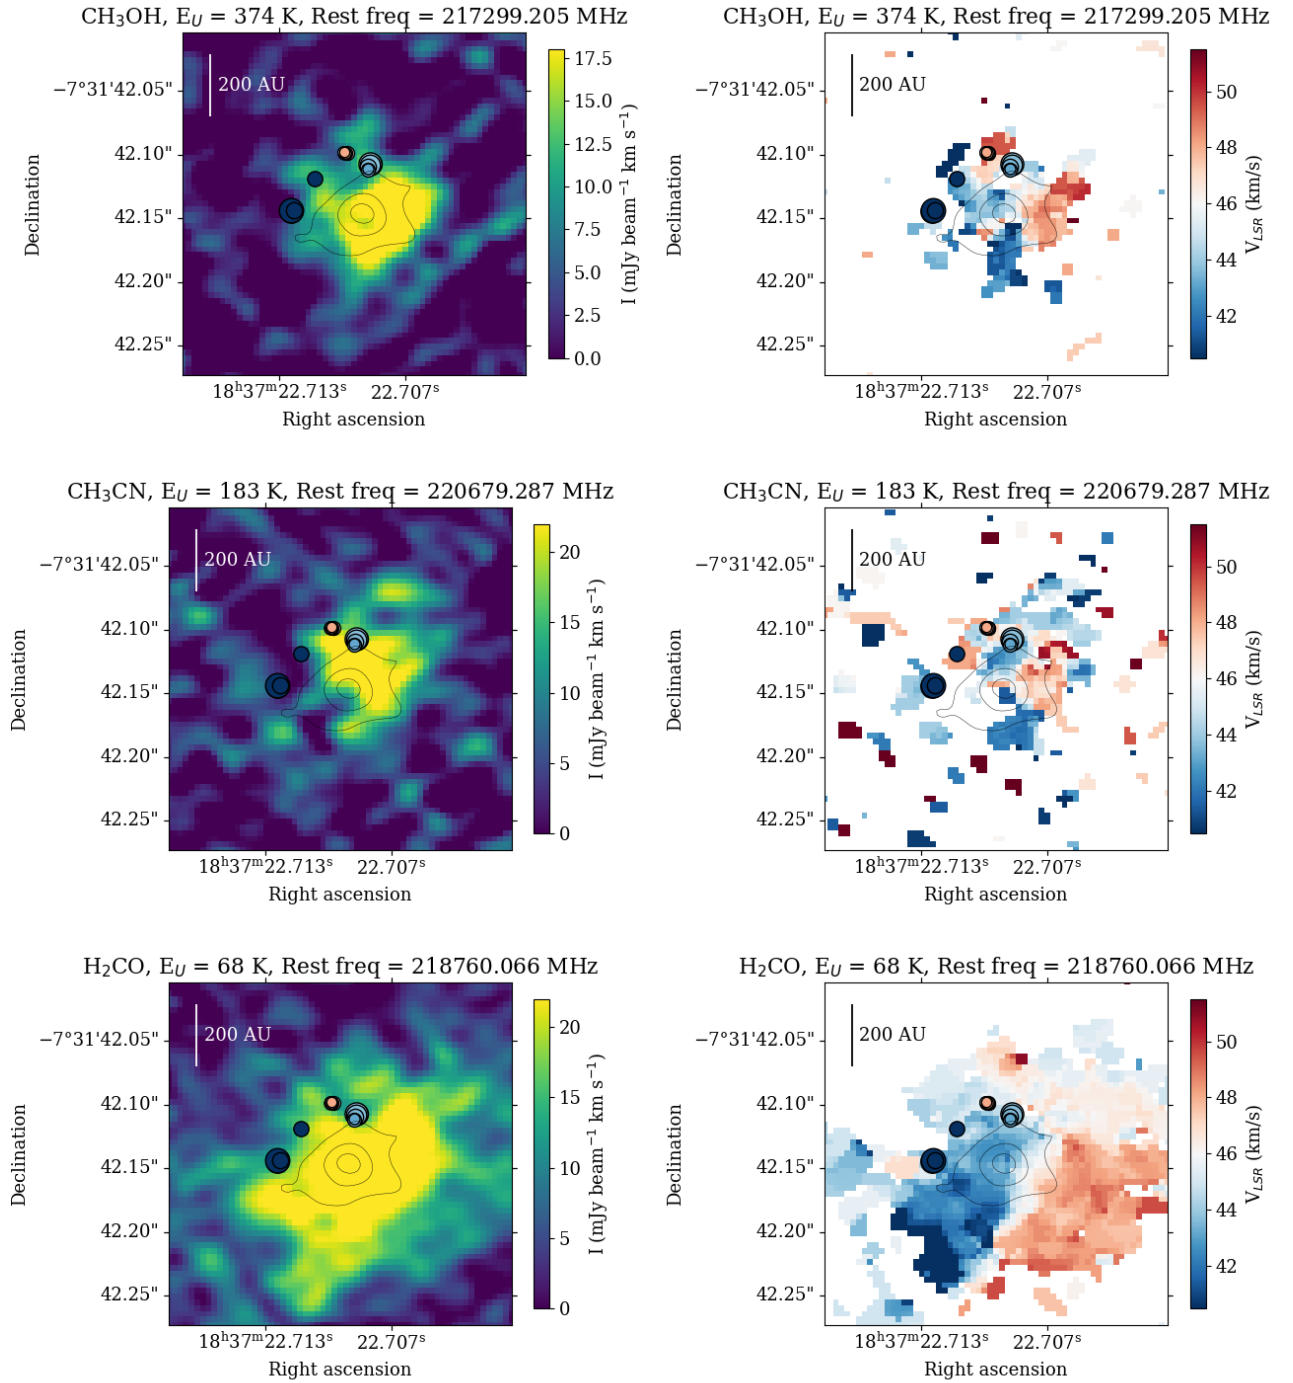 CH₃OH, E_U = 374 K, Rest freq = 217299.205 MHz
200 AU
−7°31'42.05"
42.10"
42.15"
42.20"
42.25"
Declination
18ʰ37ᵐ22.713ˢ
22.707ˢ
Right ascension
17.5
15.0
12.5
10.0
7.5
5.0
2.5
0.0
I (mJy beam⁻¹ km s⁻¹)
CH₃OH, E_U = 374 K, Rest freq = 217299.205 MHz
200 AU
−7°31'42.05"
42.10"
42.15"
42.20"
42.25"
Declination
18ʰ37ᵐ22.713ˢ
22.707ˢ
Right ascension
50
48
46
44
42
V_LSR (km/s)
CH₃CN, E_U = 183 K, Rest freq = 220679.287 MHz
200 AU
−7°31'42.05"
42.10"
42.15"
42.20"
42.25"
Declination
18ʰ37ᵐ22.713ˢ
22.707ˢ
Right ascension
20
15
10
5
0
I (mJy beam⁻¹ km s⁻¹)
CH₃CN, E_U = 183 K, Rest freq = 220679.287 MHz
200 AU
−7°31'42.05"
42.10"
42.15"
42.20"
42.25"
Declination
18ʰ37ᵐ22.713ˢ
22.707ˢ
Right ascension
50
48
46
44
42
V_LSR (km/s)
H₂CO, E_U = 68 K, Rest freq = 218760.066 MHz
200 AU
−7°31'42.05"
42.10"
42.15"
42.20"
42.25"
Declination
18ʰ37ᵐ22.713ˢ
22.707ˢ
Right ascension
20
15
10
5
0
I (mJy beam⁻¹ km s⁻¹)
H₂CO, E_U = 68 K, Rest freq = 218760.066 MHz
200 AU
−7°31'42.05"
42.10"
42.15"
42.20"
42.25"
Declination
18ʰ37ᵐ22.713ˢ
22.707ˢ
Right ascension
50
48
46
44
42
V_LSR (km/s)